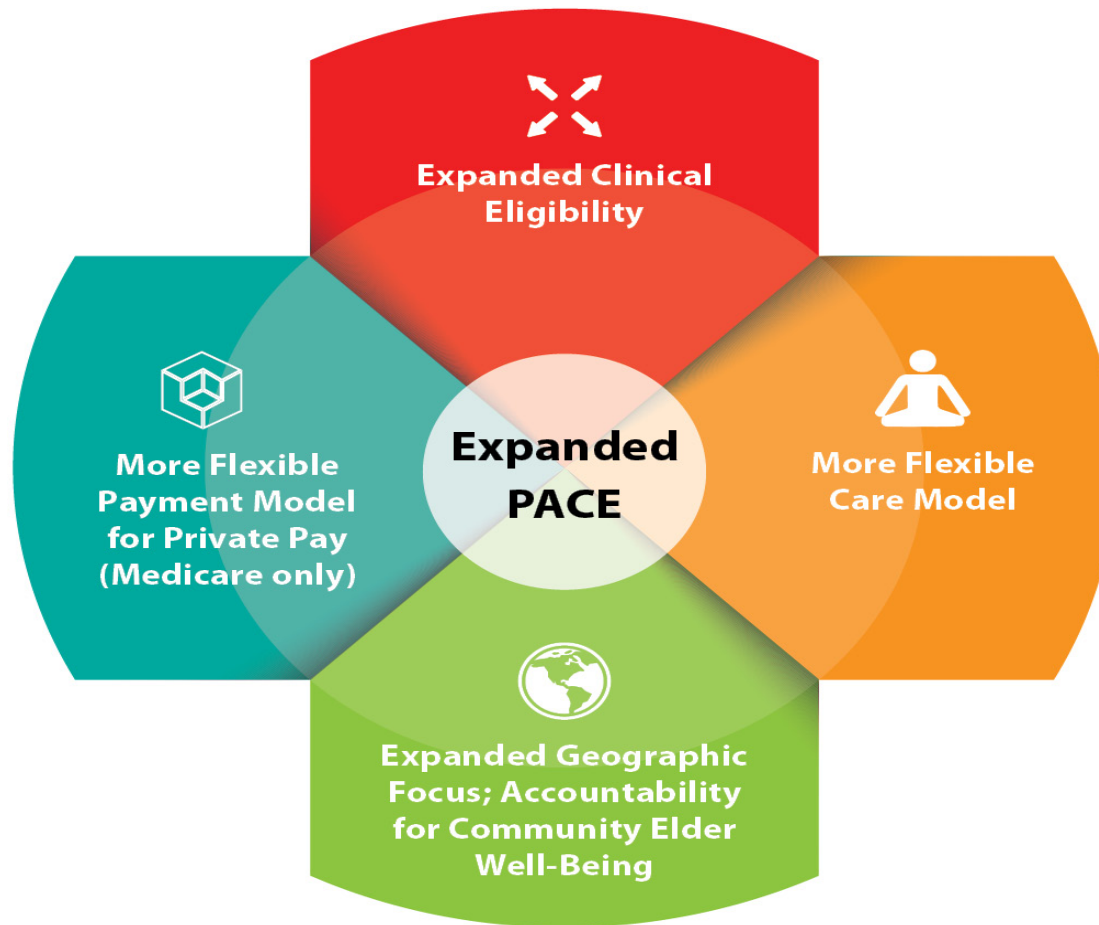 Expanded Clinical
Eligibility
More Flexible
Payment Model
for Private Pay
(Medicare only)
Expanded
PACE
More Flexible
Care Model
Expanded Geographic
Focus; Accountability
for Community Elder
Well-Being